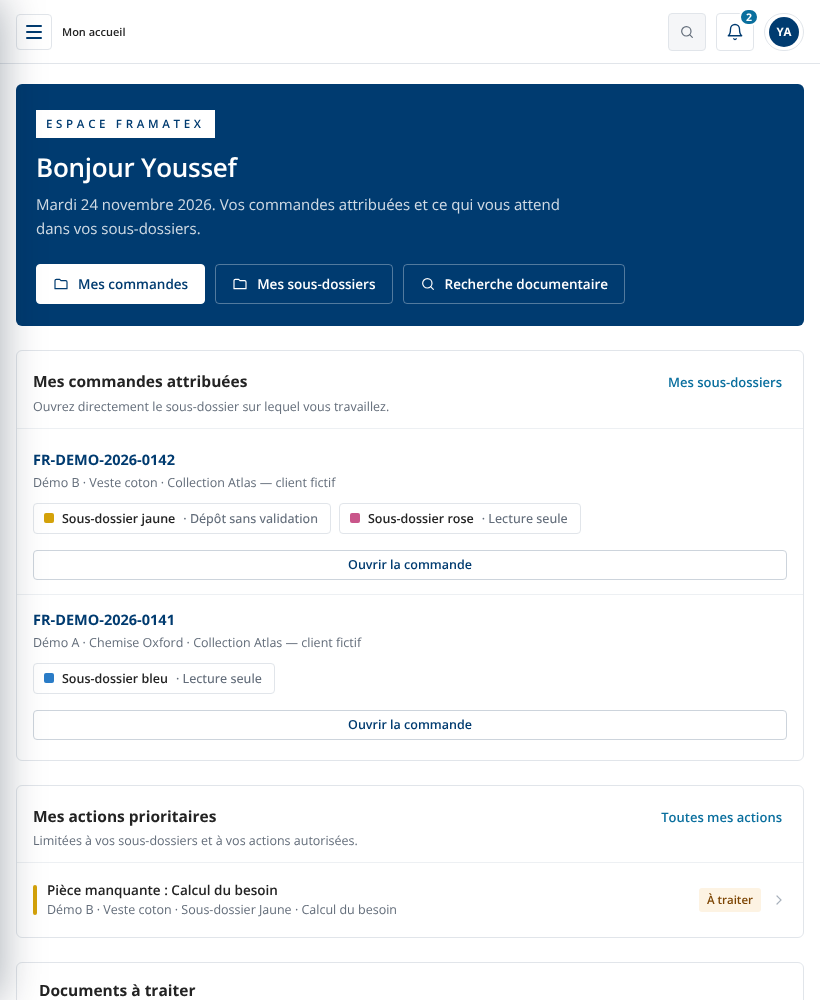 Mon accueil
2
YA
ESPACE FRAMATEX
Bonjour Youssef
Mardi 24 novembre 2026. Vos commandes attribuées et ce qui vous attend
dans vos sous-dossiers.
Mes commandes
Mes sous-dossiers
Recherche documentaire
Mes commandes attribuées
Mes sous-dossiers
Ouvrez directement le sous-dossier sur lequel vous travaillez.
FR-DEMO-2026-0142
Démo B · Veste coton · Collection Atlas — client fictif
Sous-dossier jaune · Dépôt sans validation
Sous-dossier rose · Lecture seule
Ouvrir la commande
FR-DEMO-2026-0141
Démo A · Chemise Oxford · Collection Atlas — client fictif
Sous-dossier bleu · Lecture seule
Ouvrir la commande
Mes actions prioritaires
Toutes mes actions
Limitées à vos sous-dossiers et à vos actions autorisées.
Pièce manquante : Calcul du besoin
Démo B · Veste coton · Sous-dossier Jaune · Calcul du besoin
À traiter
Documents à traiter